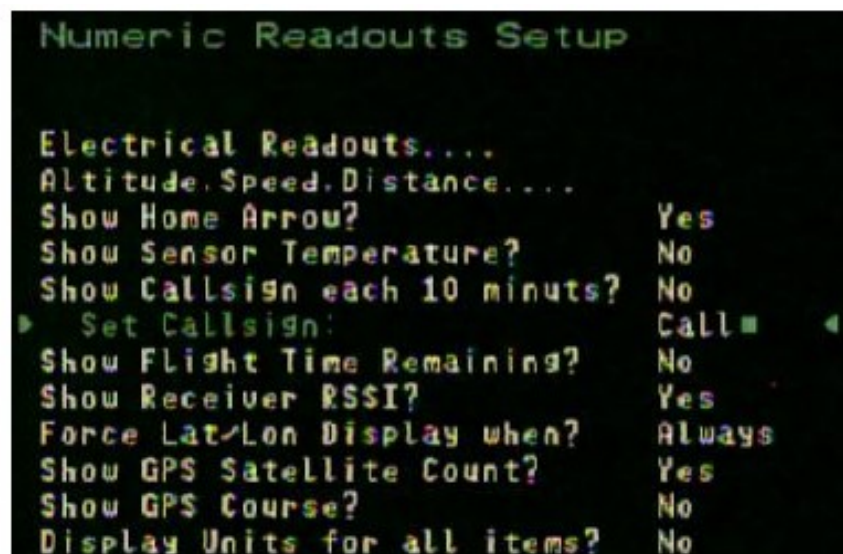 Numeric Readouts Setup
Electrical Readouts....
Altitude.Speed.Distance....
Show Home Arrow? Yes
Show Sensor Temperature? No
Show Callsign each 10 minuts? No
Set Callsign: Call
Show Flight Time Remaining? No
Show Receiver RSSI? Yes
Force Lat/Lon Display when? Always
Show GPS Satellite Count? Yes
Show GPS Course? No
Display Units for all items? No